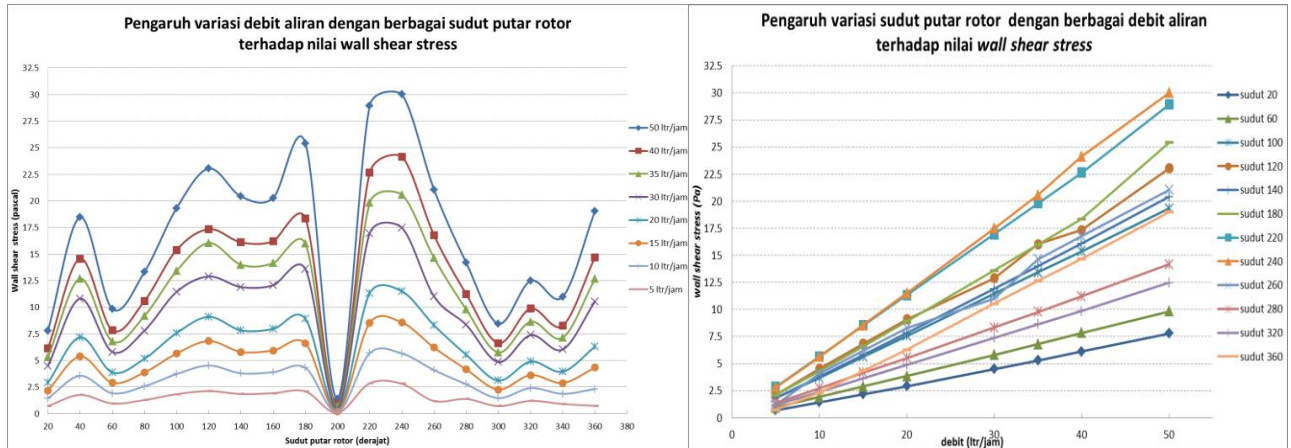 Pengaruh variasi debit aliran dengan berbagai sudut putar rotor
terhadap nilai wall shear stress
Wall shear stress (pascal)
32.5
30
27.5
25
22.5
20
17.5
15
12.5
10
7.5
5
2.5
0
20 40 60 80 100 120 140 160 180 200 220 240 260 280 300 320 340 360 380
Sudut putar rotor (derajat)
50 ltr/jam
40 ltr/jam
35 ltr/jam
30 ltr/jam
20 ltr/jam
15 ltr/jam
10 ltr/jam
5 ltr/jam
Pengaruh variasi sudut putar rotor dengan berbagai debit aliran
terhadap nilai wall shear stress
wall shear stress (Pa)
32.5
30
27.5
25
22.5
20
17.5
15
12.5
10
7.5
5
2.5
0
0 10 20 30 40 50
debit (ltr/jam)
sudut 20
sudut 60
sudut 100
sudut 120
sudut 140
sudut 180
sudut 220
sudut 240
sudut 260
sudut 280
sudut 320
sudut 360